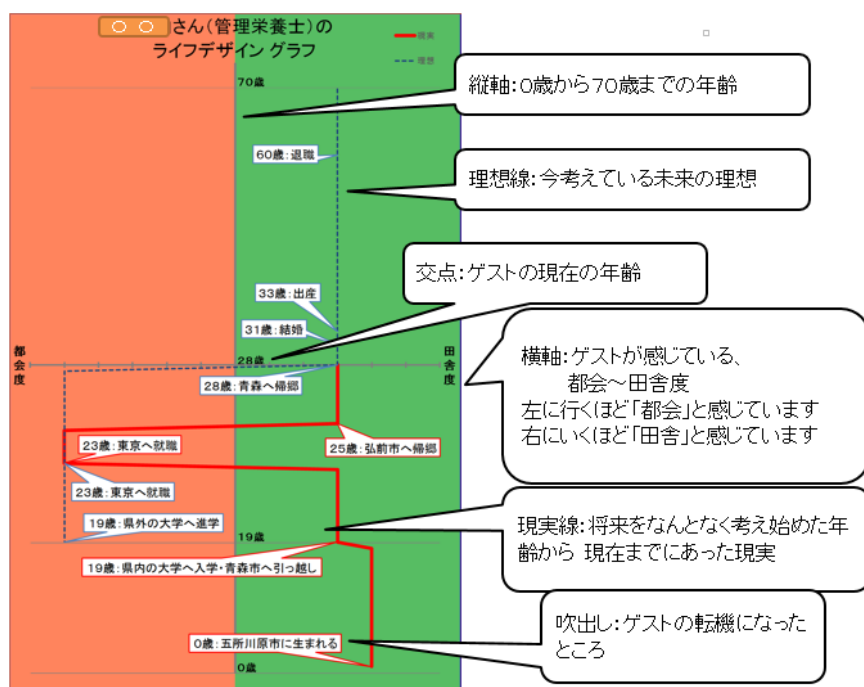 ○ ○ さん(管理栄養士)の
ライフデザイン グラフ
現実
理想
70歳
60歳:退職
33歳:出産
31歳:結婚
28歳
都会度
田舎度
28歳:青森へ帰郷
23歳:東京へ就職
25歳:弘前市へ帰郷
23歳:東京へ就職
19歳:県外の大学へ進学
19歳
19歳:県内の大学へ入学・青森市へ引っ越し
0歳:五所川原市に生まれる
0歳
縦軸:0歳から70歳までの年齢
理想線:今考えている未来の理想
交点:ゲストの現在の年齢
横軸:ゲストが感じている、
都会~田舎度
左に行くほど「都会」と感じています
右にいくほど「田舎」と感じています
現実線:将来をなんとなく考え始めた年
齢から 現在までにあった現実
吹出し:ゲストの転機になった
ところ